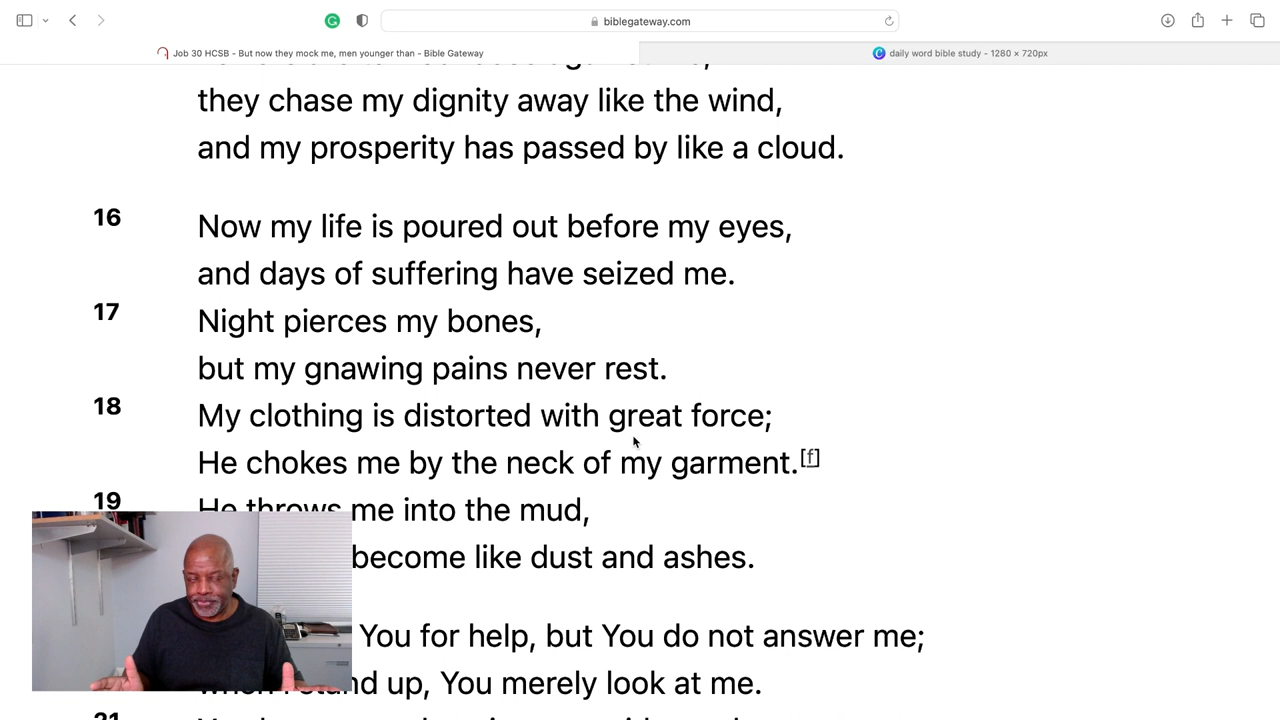 biblegateway.com
Job 30 HCSB - But now they mock me, men younger than - Bible Gateway
daily word bible study - 1280 × 720px
they chase my dignity away like the wind,
and my prosperity has passed by like a cloud.
16 Now my life is poured out before my eyes,
and days of suffering have seized me.
17 Night pierces my bones,
but my gnawing pains never rest.
18 My clothing is distorted with great force;
He chokes me by the neck of my garment.[f]
19 He throws me into the mud,
become like dust and ashes.
You for help, but You do not answer me;
up, You merely look at me.
21